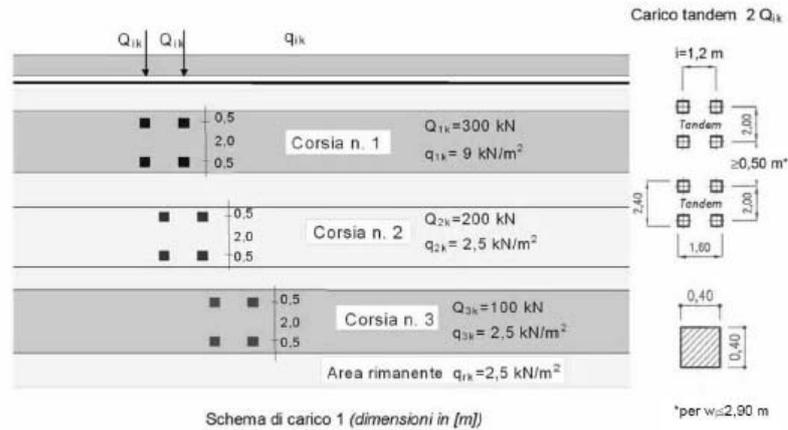 Carico tandem 2 Qik
Qik Qik qik
i=1,2 m
0,5
2,0
0,5
Corsia n. 1
Q1k=300 kN
q1k= 9 kN/m²
Tandem
2,00
≥0,50 m*
0,5
2,0
0,5
Corsia n. 2
Q2k=200 kN
q2k= 2,5 kN/m²
2,40
Tandem
2,00
1,60
0,5
2,0
0,5
Corsia n. 3
Q3k=100 kN
q3k= 2,5 kN/m²
0,40
0,40
Area rimanente qrk=2,5 kN/m²
Schema di carico 1 (dimensioni in [m])
*per wl≤2,90 m